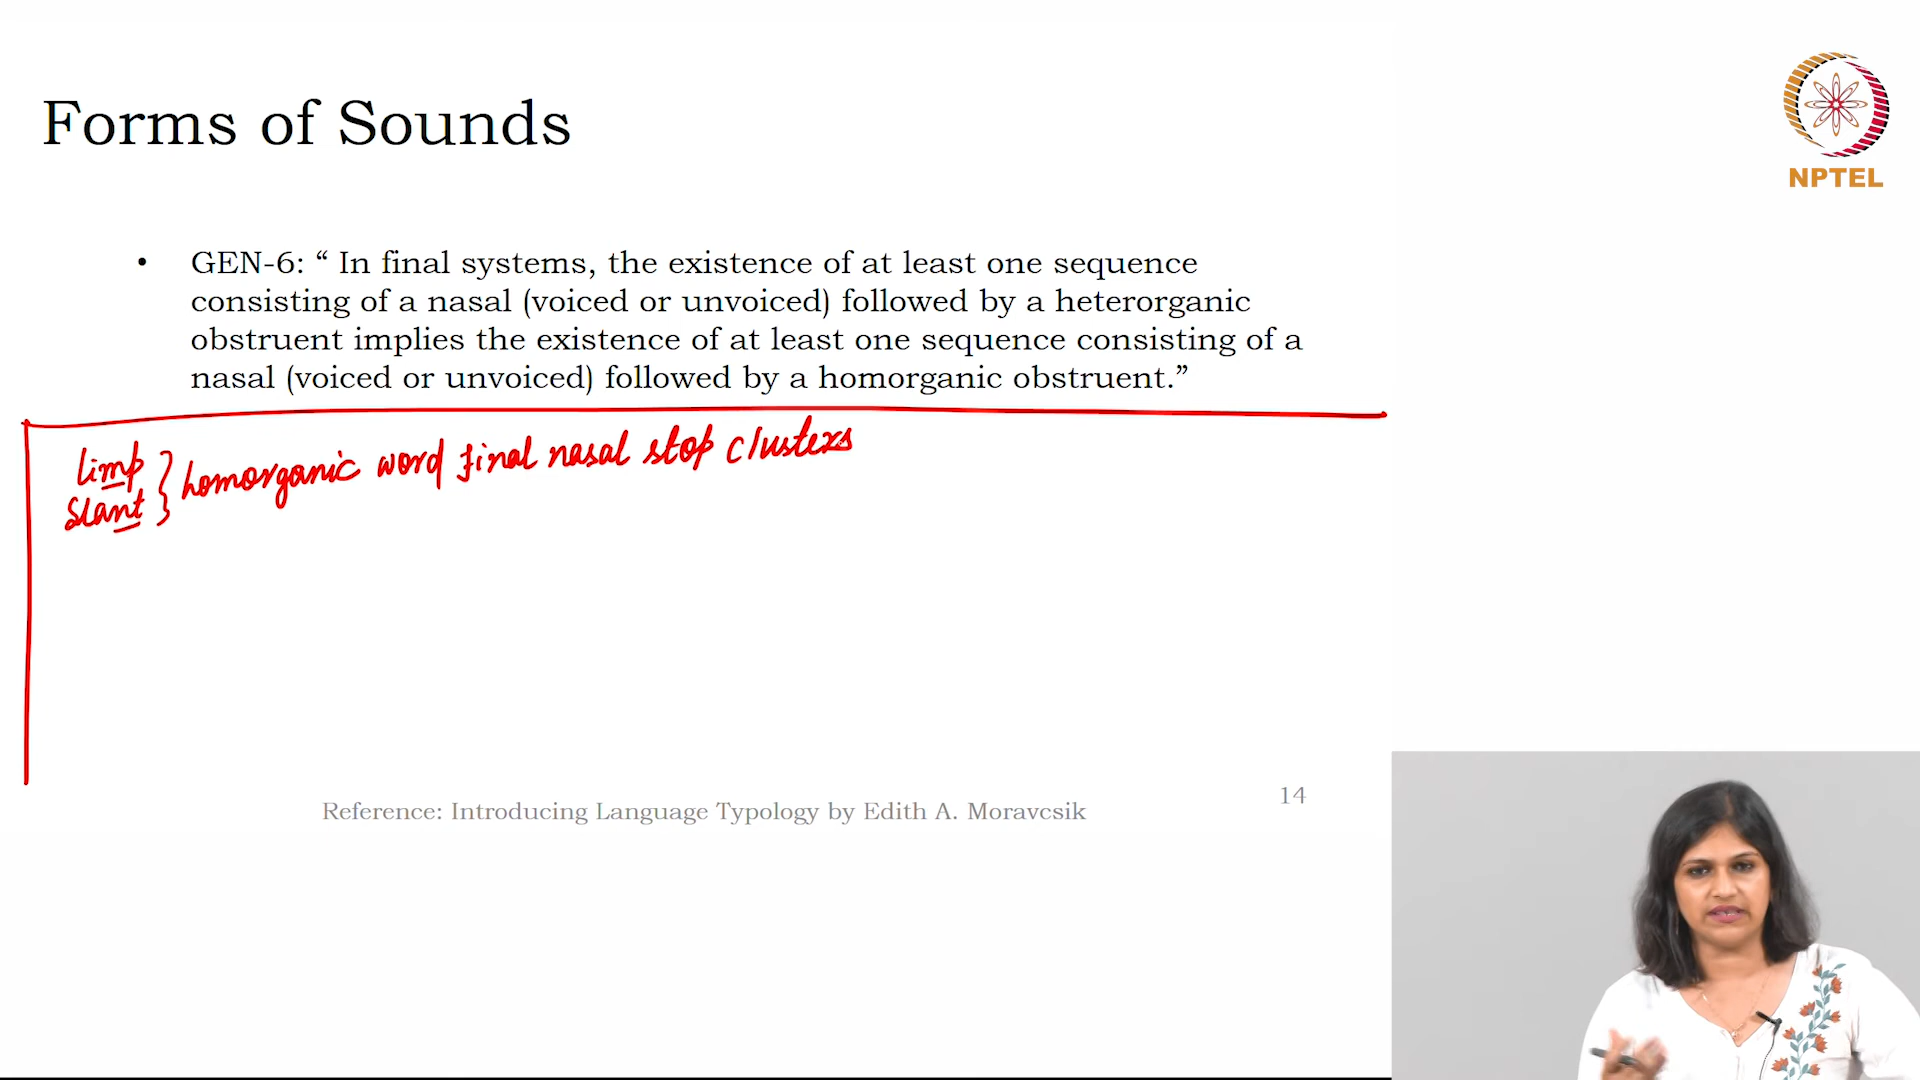 Forms of Sounds
NPTEL
• GEN-6: “ In final systems, the existence of at least one sequence
consisting of a nasal (voiced or unvoiced) followed by a heterorganic
obstruent implies the existence of at least one sequence consisting of a
nasal (voiced or unvoiced) followed by a homorganic obstruent.”
limp
slant
homorganic word final nasal stop clusters
Reference: Introducing Language Typology by Edith A. Moravcsik
14